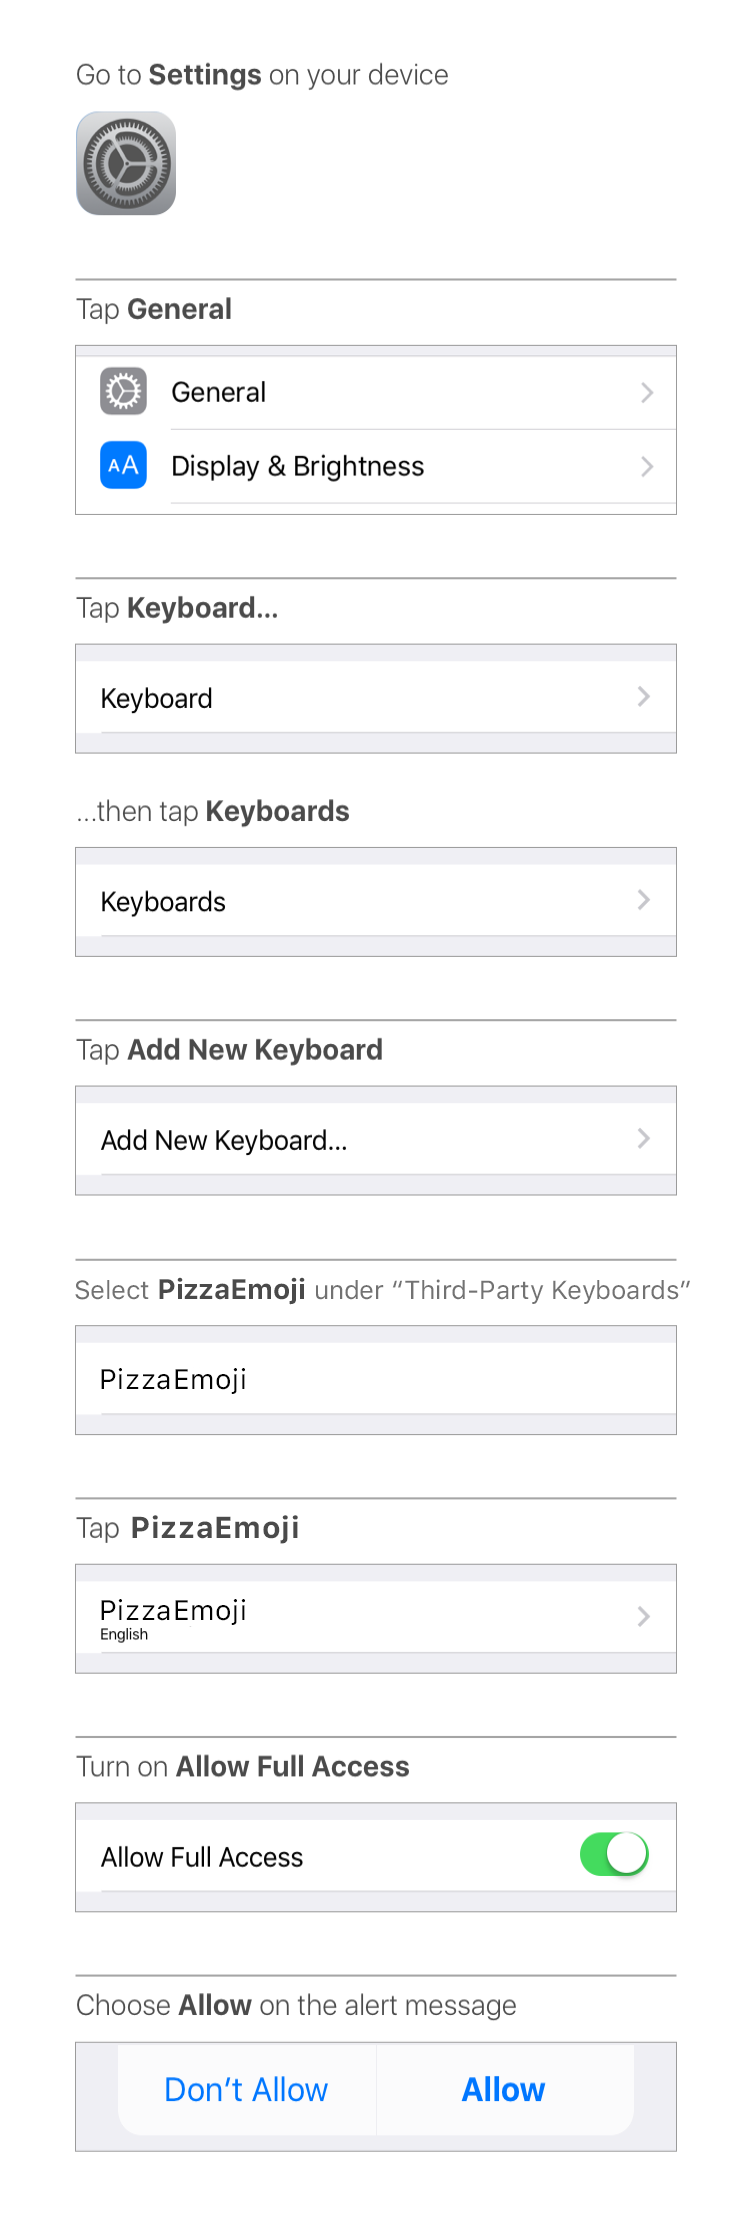 Go to Settings on your device
Tap General
General
AA Display & Brightness
Tap Keyboard...
Keyboard
...then tap Keyboards
Keyboards
Tap Add New Keyboard
Add New Keyboard...
Select PizzaEmoji under “Third-Party Keyboards”
PizzaEmoji
Tap PizzaEmoji
PizzaEmoji
English
Turn on Allow Full Access
Allow Full Access
Choose Allow on the alert message
Don’t Allow Allow